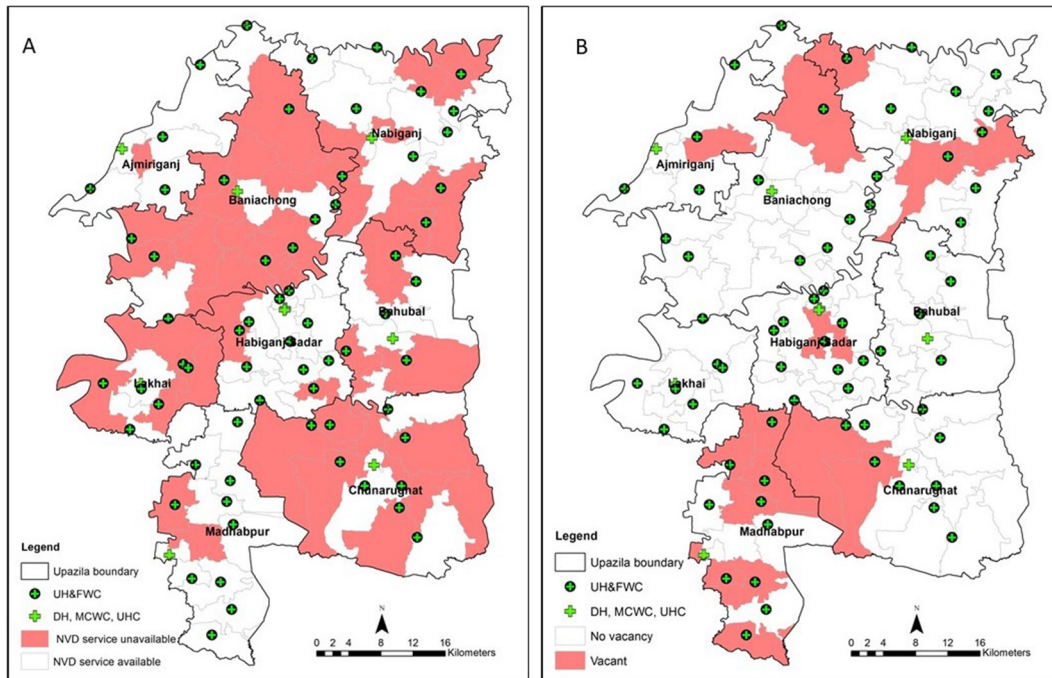 A
Nabiganj
Ajmiriganj
Baniachong
Bahubal
Habiganj Sadar
Lakhai
Chunarughat
Madhabpur
Legend
Upazila boundary
UH&FWC
DH, MCWC, UHC
NVD service unavailable
NVD service available
N
0 2 4 8 12 16
Kilometers
B
Nabiganj
Ajmiriganj
Baniachong
Bahubal
Habiganj Sadar
Lakhai
Chunarughat
Madhabpur
Legend
Upazila boundary
UH&FWC
DH, MCWC, UHC
No vacancy
Vacant
N
0 2 4 8 12 16
Kilometers